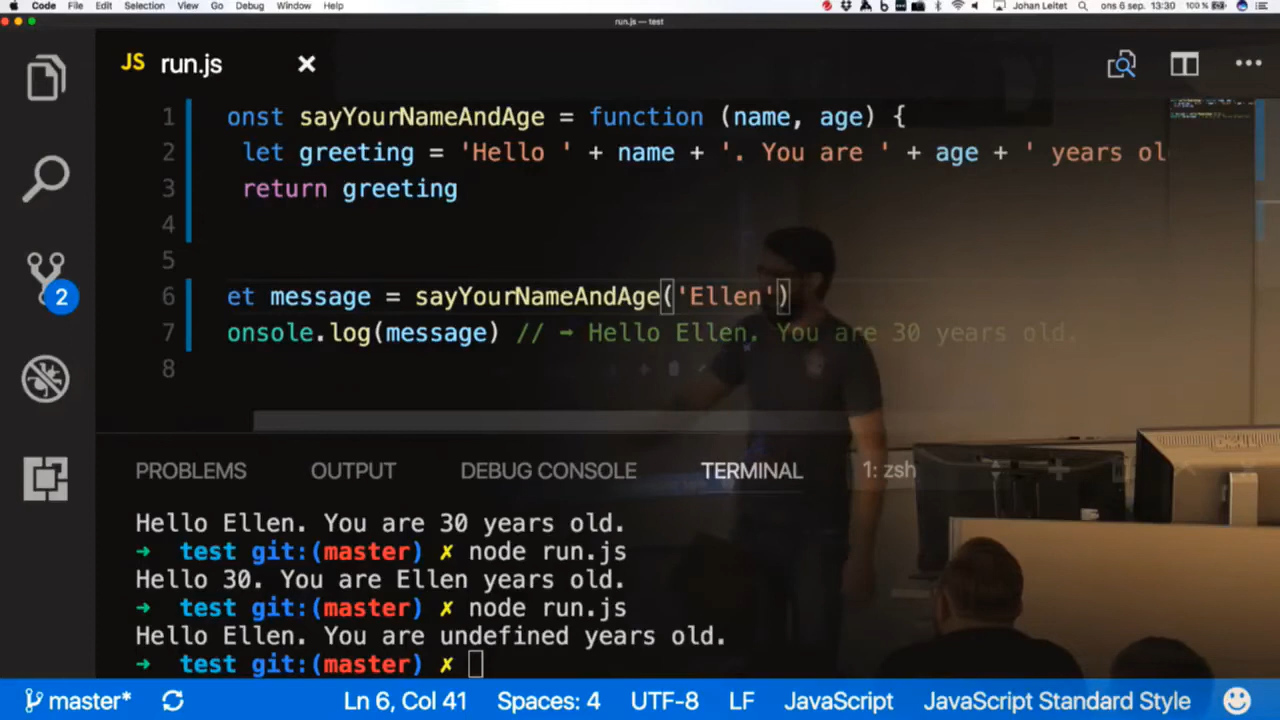 Code File Edit Selection View Go Debug Window Help Johan Leitet ons 6 sep. 13:30 100 %
run.js — test
JS run.js
1 onst sayYourNameAndAge = function (name, age) {
2 let greeting = 'Hello ' + name + '. You are ' + age + ' years ol
3 return greeting
4
5
6 et message = sayYourNameAndAge('Ellen')
7 onsole.log(message) // → Hello Ellen. You are 30 years old.
8
2
PROBLEMS OUTPUT DEBUG CONSOLE TERMINAL 1: zsh
Hello Ellen. You are 30 years old.
→ test git:(master) ✗ node run.js
Hello 30. You are Ellen years old.
→ test git:(master) ✗ node run.js
Hello Ellen. You are undefined years old.
→ test git:(master) ✗
master* Ln 6, Col 41 Spaces: 4 UTF-8 LF JavaScript JavaScript Standard Style